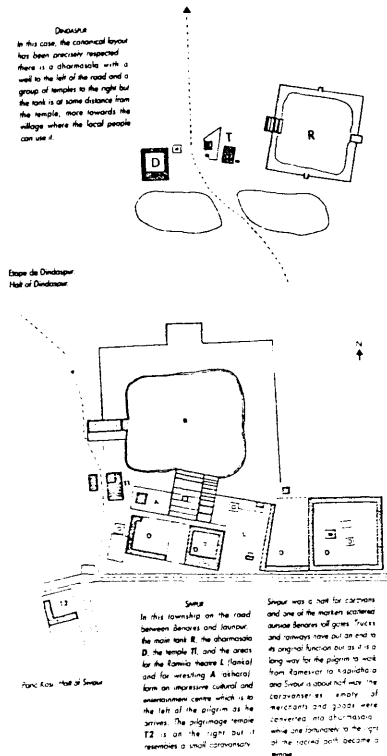 DINDASPUR
In this case, the canonical layout
has been precisely respected
there is a dharmasala with a
well to the left of the road and a
group of temples to the right but
the tank is at some distance from
the temple, more towards the
village where the local people
can use it.
D
T
R
Etape de Dindaspur
Halt of Dindaspur
N
R
T1
A
L
T2
SIVPUR
In this township on the road
between Benares and Jaunpur,
the main tank R, the dharmasala
D, the temple T1, and the areas
for the Ramlila theatre L (lanka)
and for wrestling A (akhara)
form an impressive cultural and
entertainment centre which is to
the left of the pilgrim as he
arrives. The pilgrimage temple
T2 is on the right but it
resembles a small caravansary
Sivpur was a halt for caravans
and one of the markets scattered
outside Benares toll gates. Trucks
and railways have put an end to
its original function but as it is a
long way for the pilgrim to walk
from Ramesvar to Kapildhara
and Sivpur is about half way the
caravanseries empty of
merchants and goods were
converted into dharmasala
while one fortunately to the right
of the sacred path became a
temple
Panc Kosi Halt of Sivpur